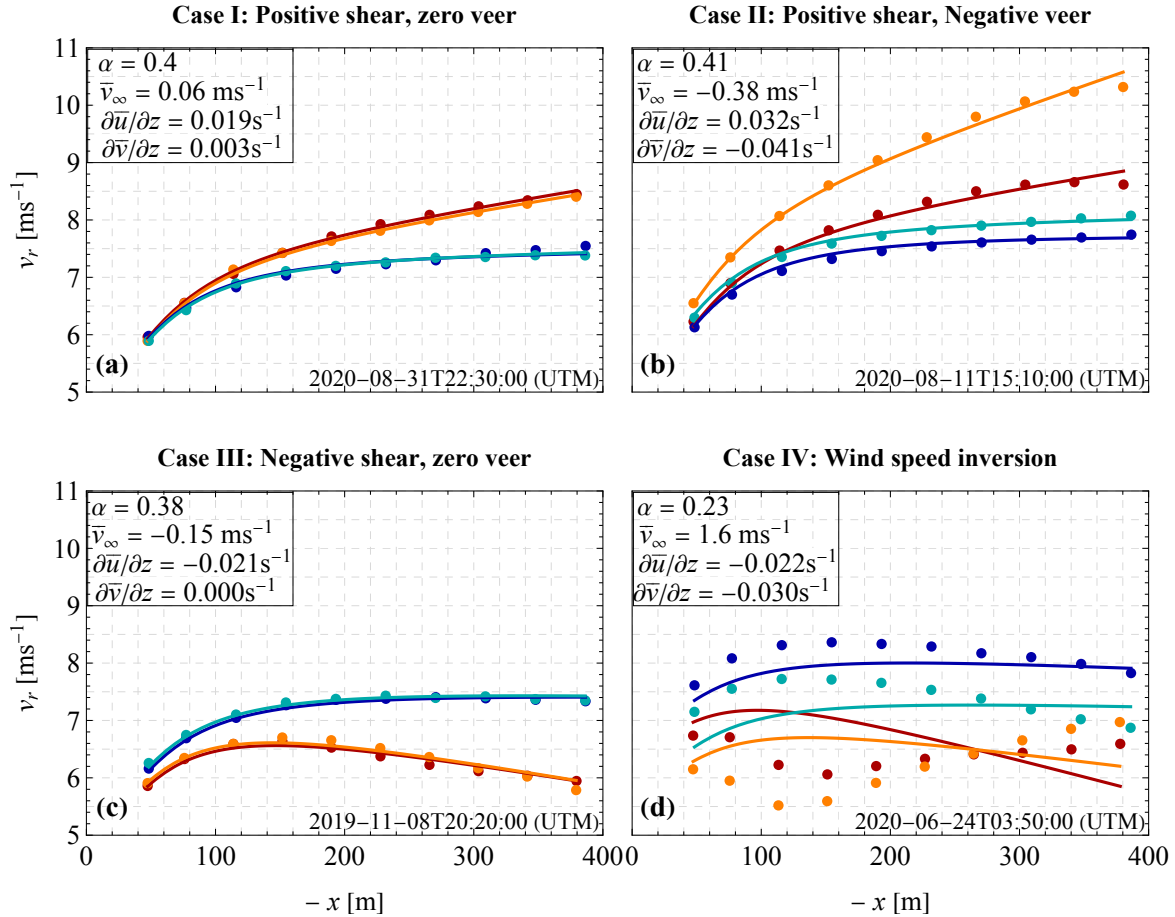 Case I: Positive shear, zero veer
Case II: Positive shear, Negative veer
11
10
9
8
7
6
5
v_r [ms⁻¹]
α = 0.4
v̅_∞ = 0.06 ms⁻¹
∂u̅/∂z = 0.019s⁻¹
∂v̅/∂z = 0.003s⁻¹
(a)
2020−08−31T22:30:00 (UTM)
α = 0.41
v̅_∞ = −0.38 ms⁻¹
∂u̅/∂z = 0.032s⁻¹
∂v̅/∂z = −0.041s⁻¹
(b)
2020−08−11T15:10:00 (UTM)
Case III: Negative shear, zero veer
Case IV: Wind speed inversion
11
10
9
8
7
6
5
v_r [ms⁻¹]
α = 0.38
v̅_∞ = −0.15 ms⁻¹
∂u̅/∂z = −0.021s⁻¹
∂v̅/∂z = 0.000s⁻¹
(c)
2019−11−08T20:20:00 (UTM)
α = 0.23
v̅_∞ = 1.6 ms⁻¹
∂u̅/∂z = −0.022s⁻¹
∂v̅/∂z = −0.030s⁻¹
(d)
2020−06−24T03:50:00 (UTM)
0 100 200 300 400
0 100 200 300 400
− x [m]
− x [m]